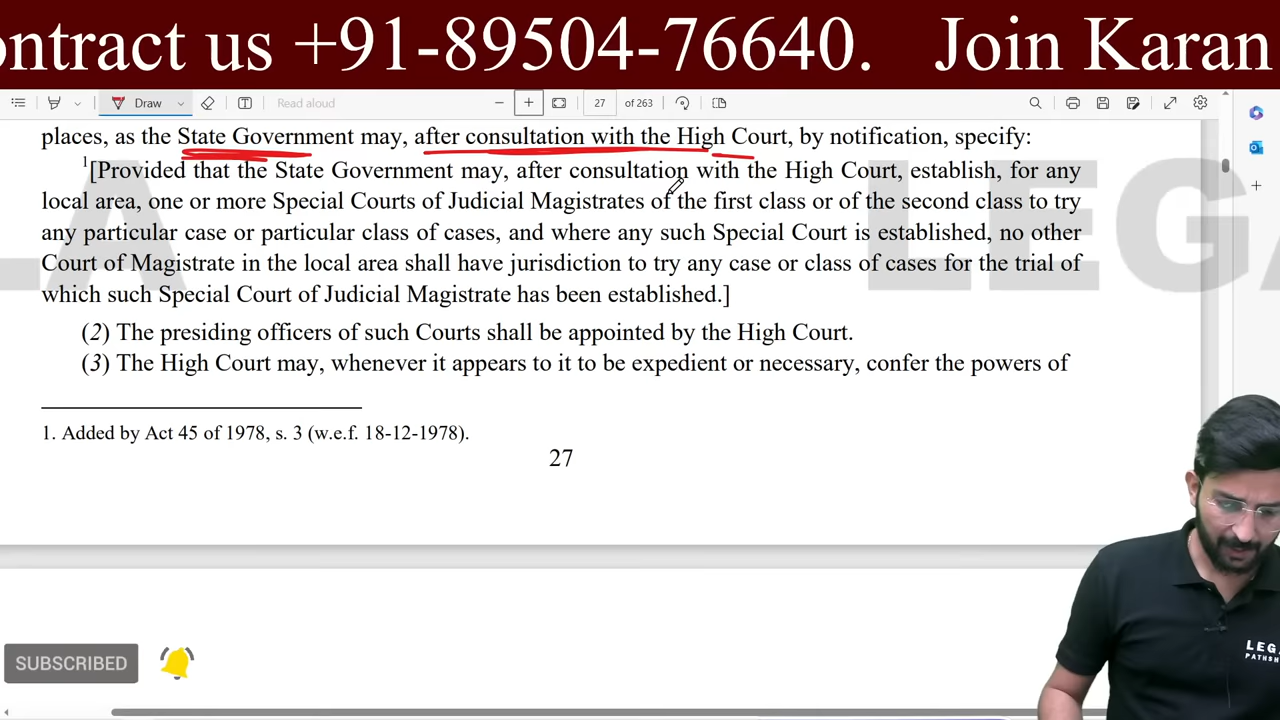 ontract us +91-89504-76640. Join Karan
Draw
Read aloud
27 of 263
places, as the State Government may, after consultation with the High Court, by notification, specify:
1[Provided that the State Government may, after consultation with the High Court, establish, for any
local area, one or more Special Courts of Judicial Magistrates of the first class or of the second class to try
any particular case or particular class of cases, and where any such Special Court is established, no other
Court of Magistrate in the local area shall have jurisdiction to try any case or class of cases for the trial of
which such Special Court of Judicial Magistrate has been established.]
(2) The presiding officers of such Courts shall be appointed by the High Court.
(3) The High Court may, whenever it appears to it to be expedient or necessary, confer the powers of
1. Added by Act 45 of 1978, s. 3 (w.e.f. 18-12-1978).
27
LEGA
PATHSH
SUBSCRIBED